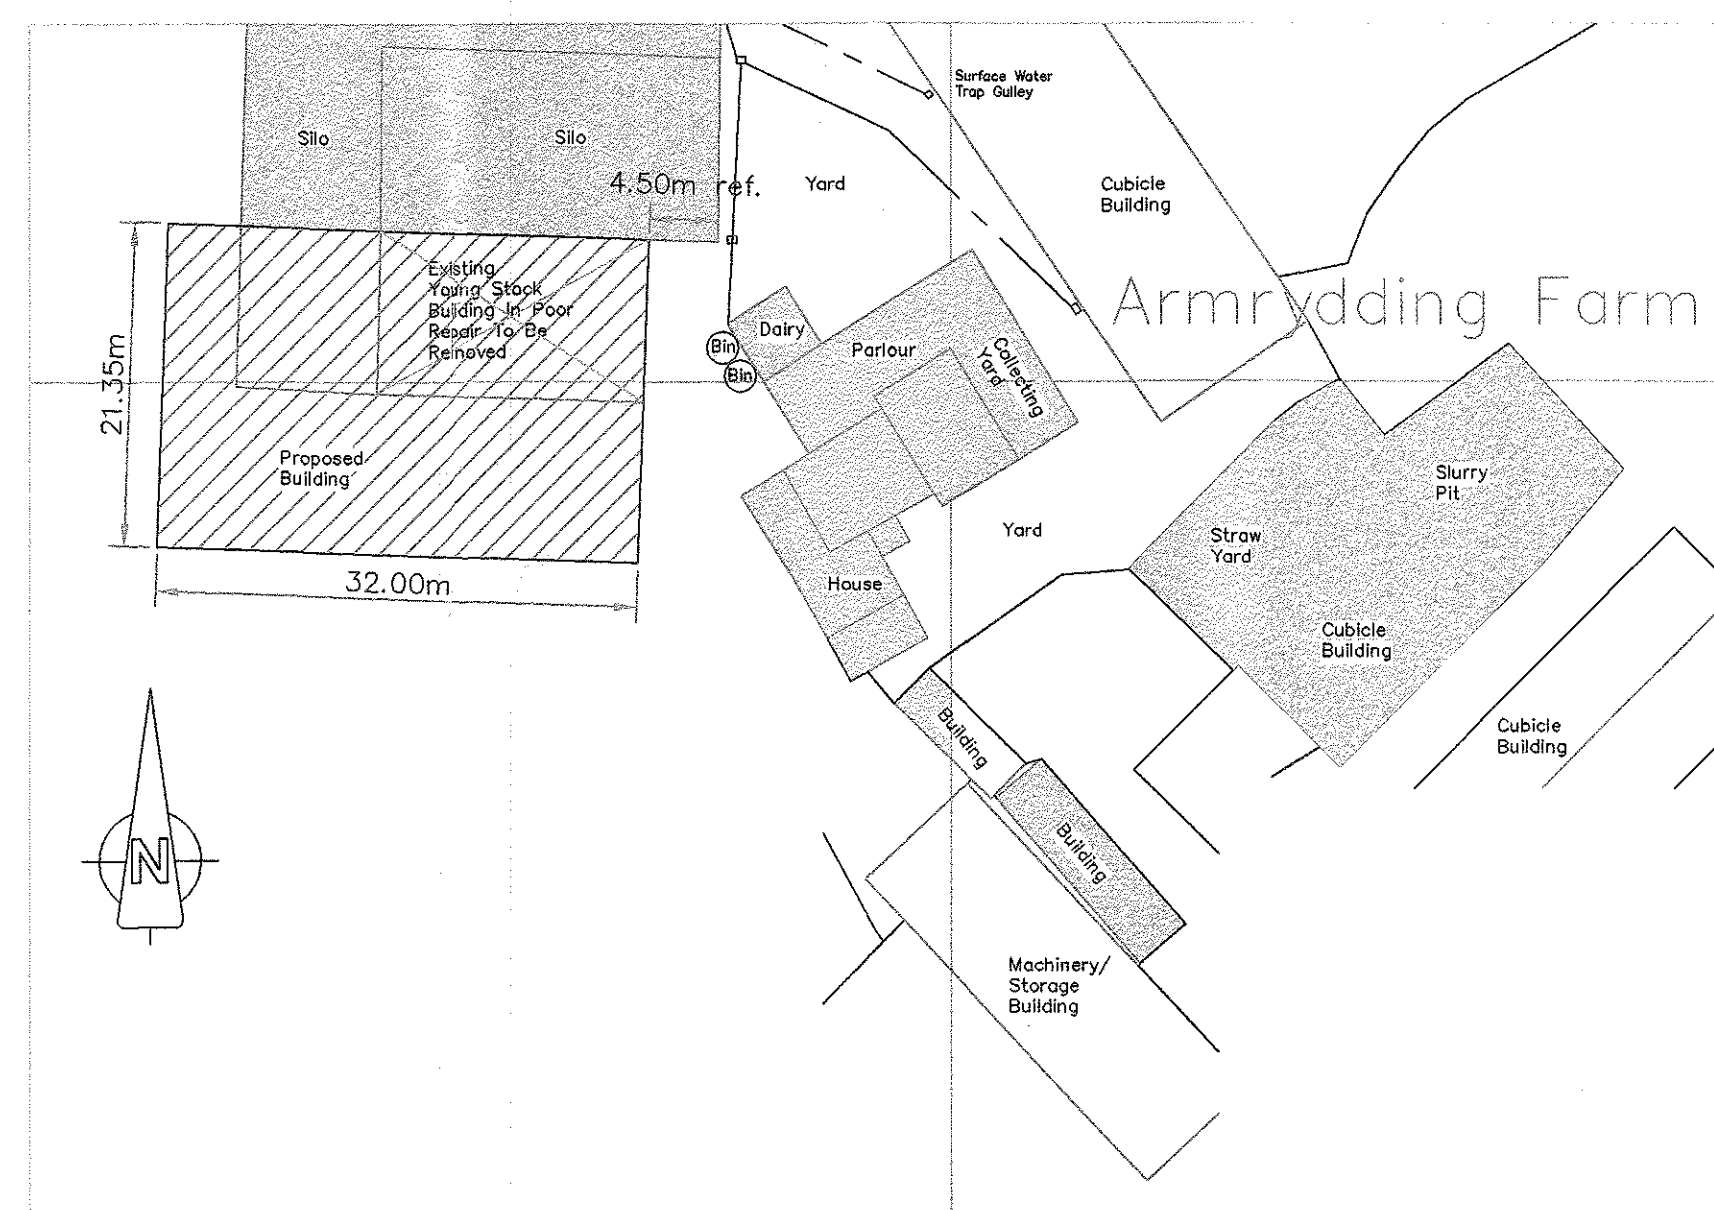 Surface Water
Trap Gulley
Silo
Silo
4.50m ref.
Yard
Cubicle
Building
Armrydding Farm
Existing
Young Stock
Building In Poor
Repair To Be
Removed
21.35m
Dairy
Bin
Bin
Parlour
Collecting
Yard
Proposed
Building
32.00m
Yard
House
Straw
Yard
Slurry
Pit
Cubicle
Building
Cubicle
Building
Building
Building
N
Machinery/
Storage
Building